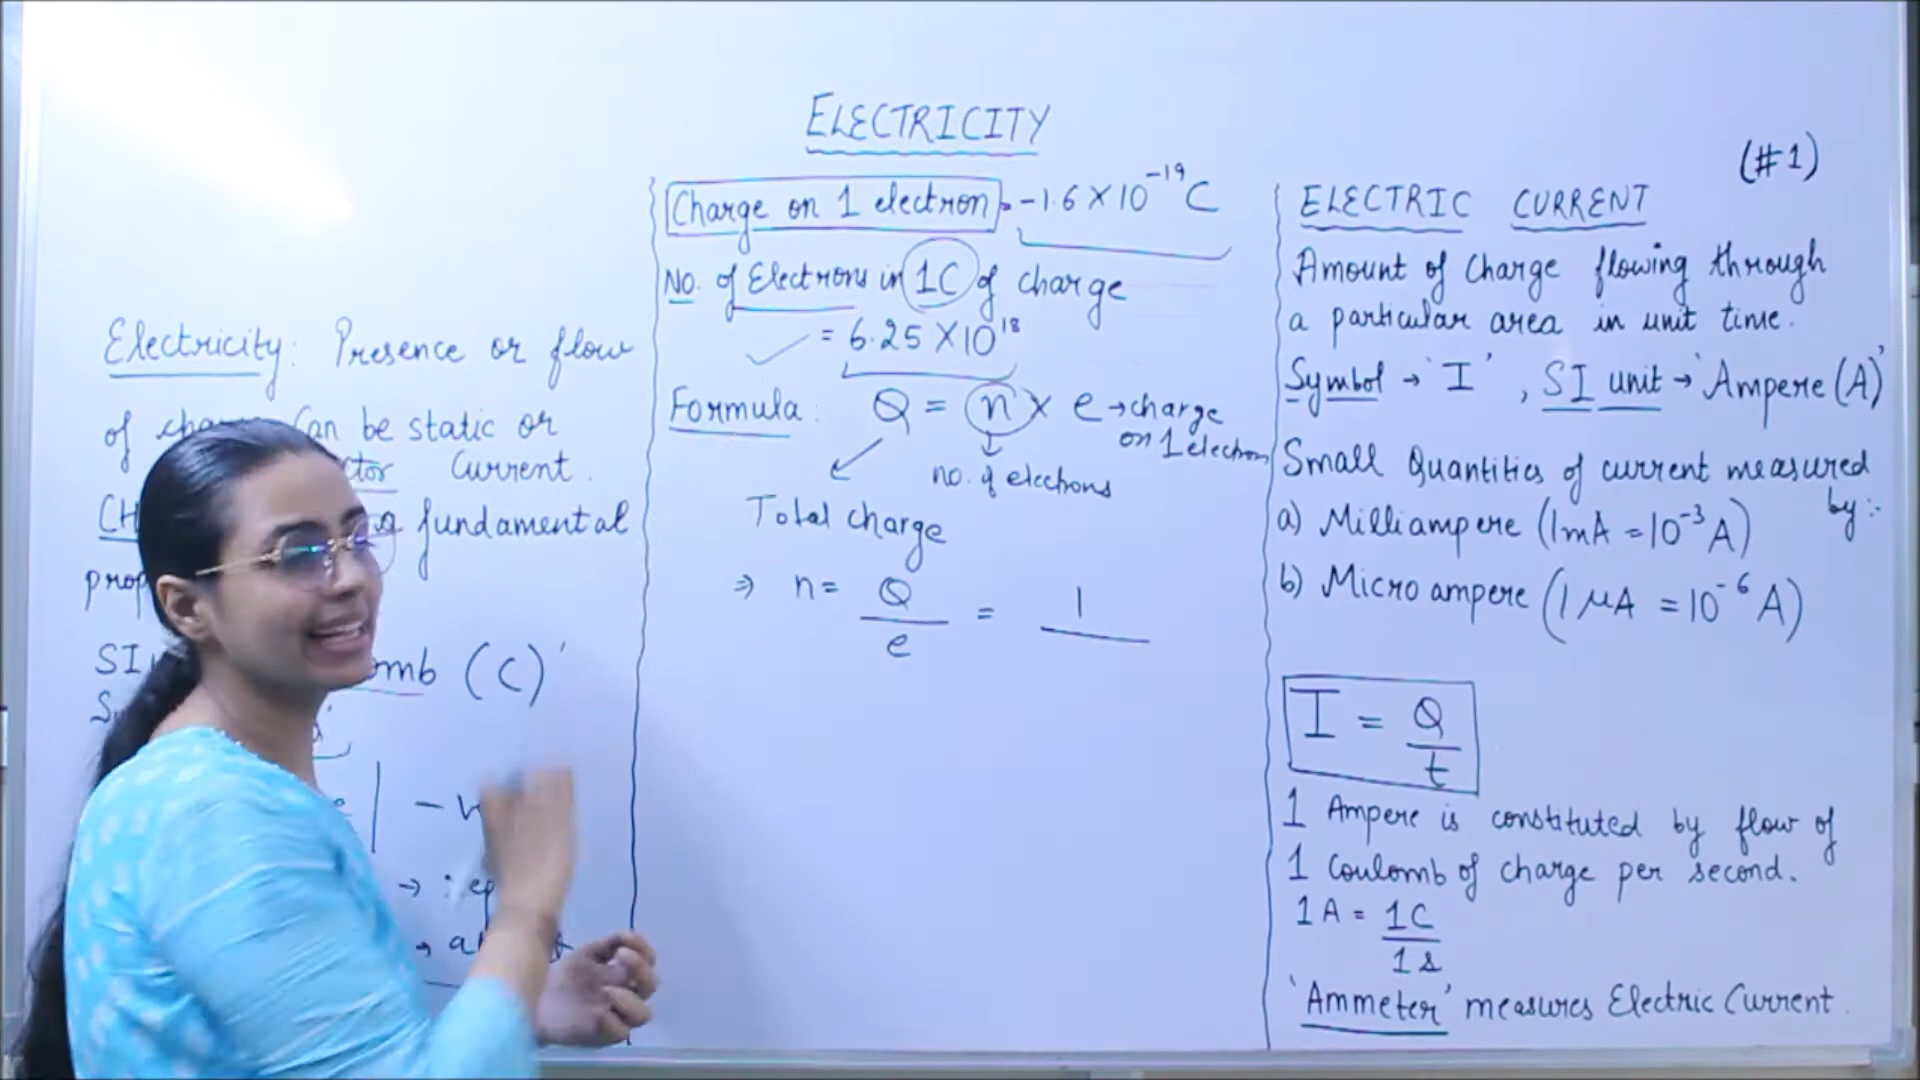 ELECTRICITY
(#1)
Electricity: Presence or flow
of Can be static or
Current.
fundamental
(C)'
Charge on 1 electron = -1.6 X 10⁻¹⁹ C
No. of Electrons in 1C of charge
= 6.25 X 10¹⁸
Formula: Q = n x e → charge
on 1 electron
no. of electrons
Total charge
⇒ n = Q/e = 1
ELECTRIC CURRENT
Amount of Charge flowing through
a particular area in unit time.
Symbol → 'I', SI unit → 'Ampere (A)'
Small Quantities of current measured
by:-
a) Milliampere (1mA = 10⁻³ A)
b) Micro ampere (1 μA = 10⁻⁶ A)
I = Q/t
1 Ampere is constituted by flow of
1 Coulomb of charge per second.
1A = 1C/1s
'Ammeter' measures Electric Current.